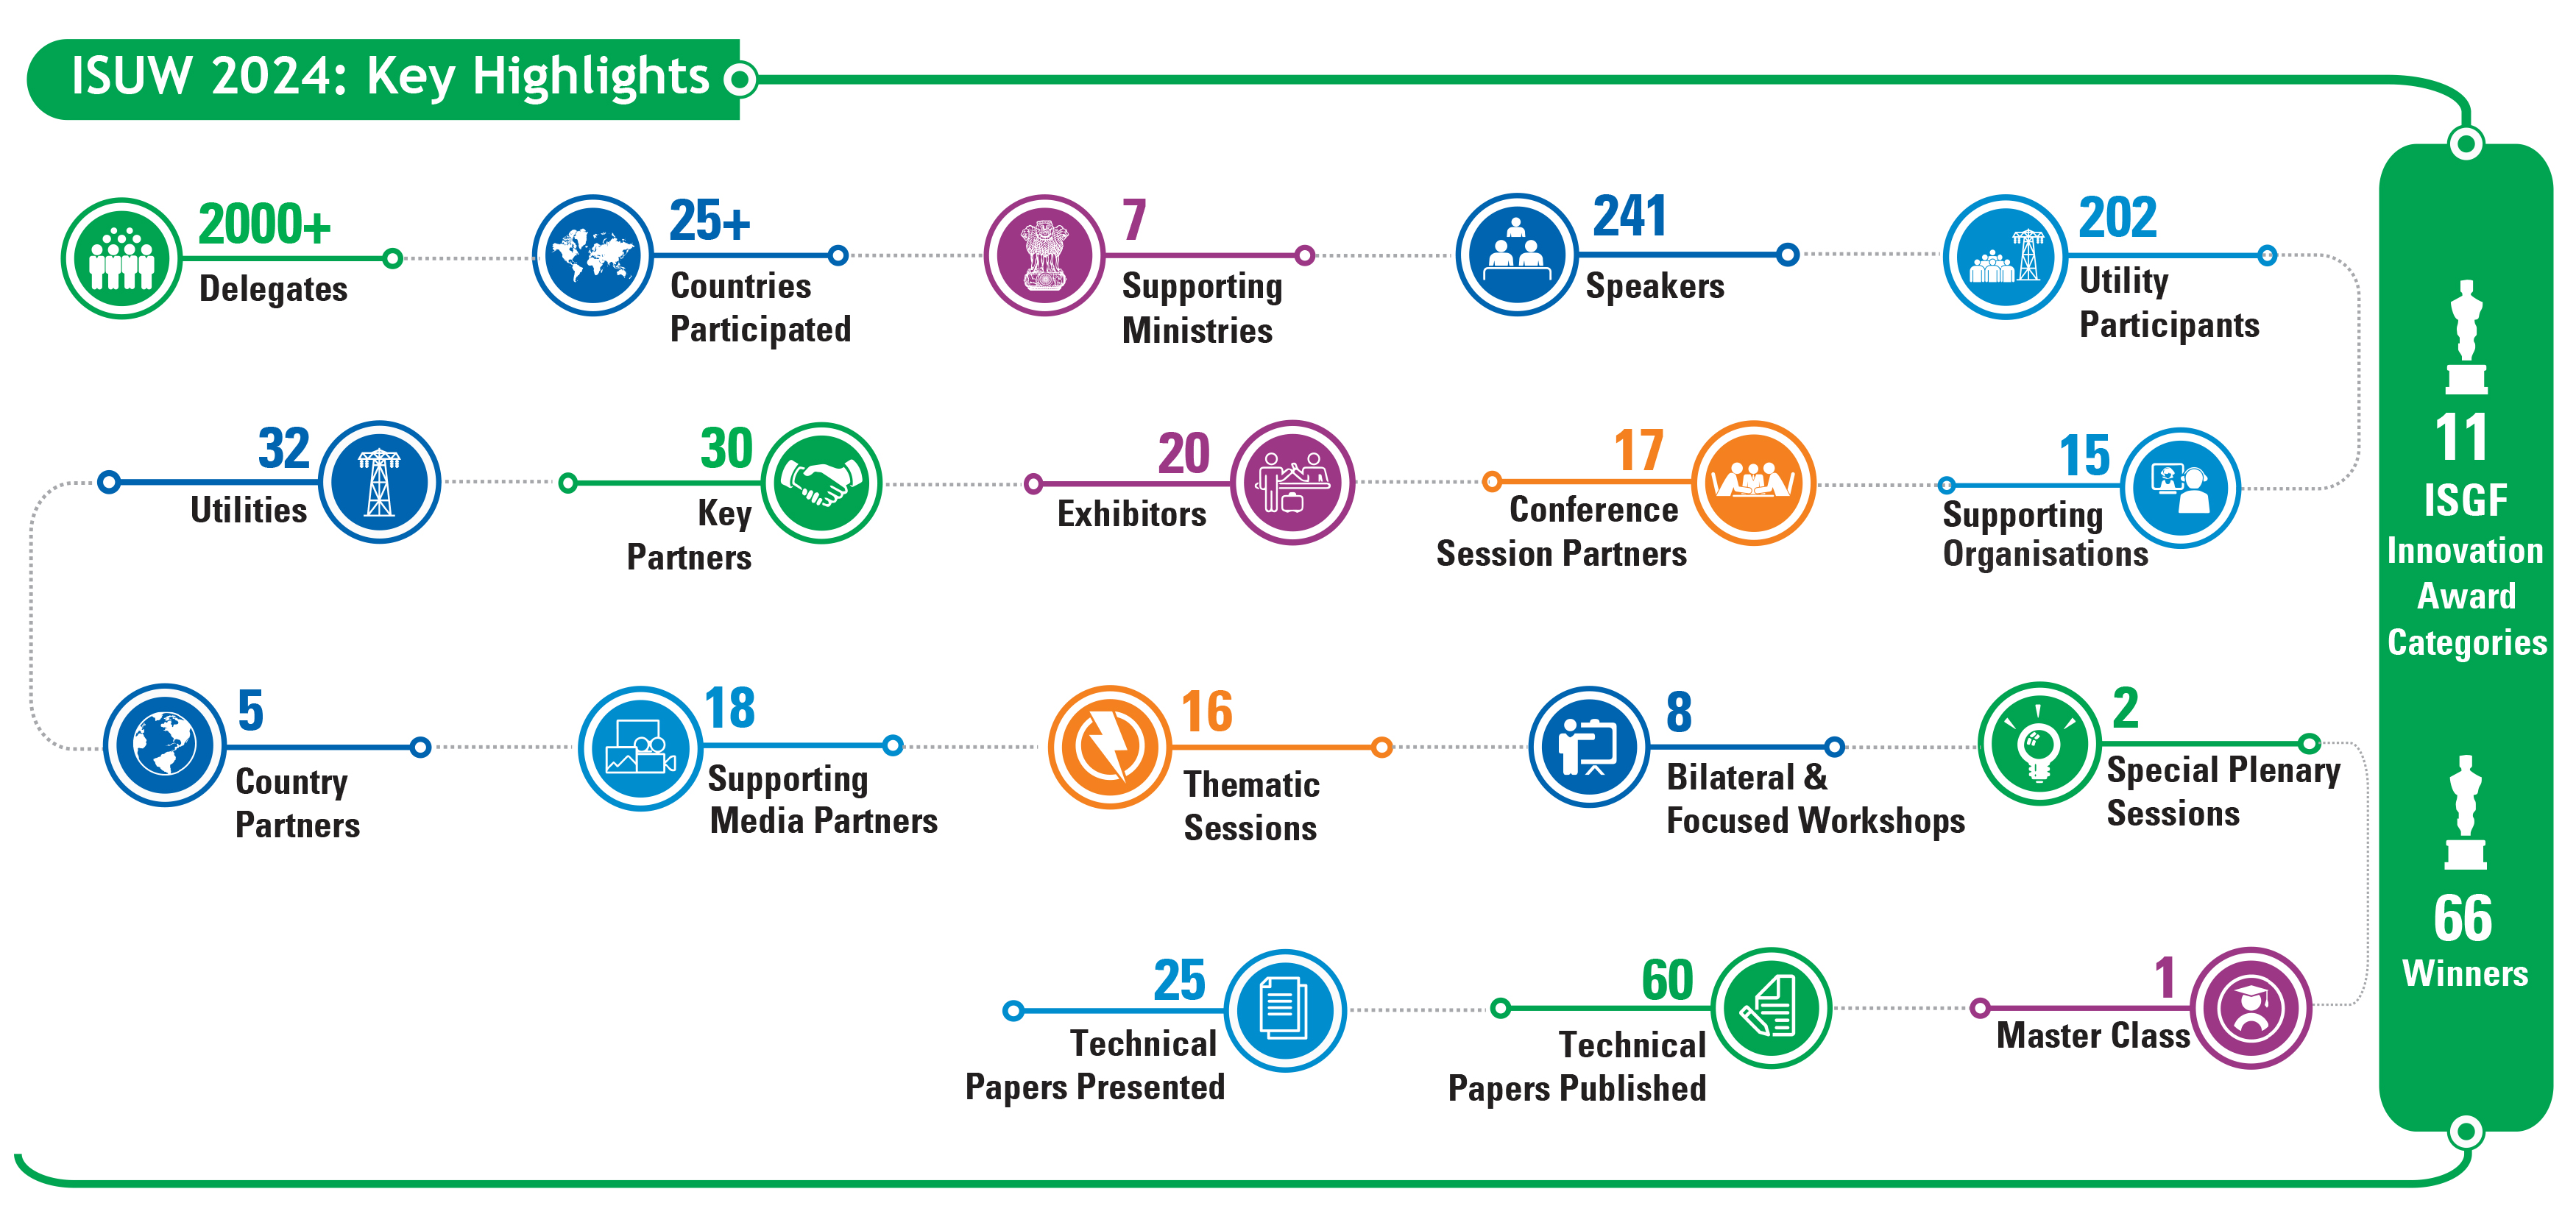 ISUW 2024: Key Highlights
2000+
Delegates
25+
Countries
Participated
7
Supporting
Ministries
241
Speakers
202
Utility
Participants
32
Utilities
30
Key
Partners
20
Exhibitors
17
Conference
Session Partners
15
Supporting
Organisations
5
Country
Partners
18
Supporting
Media Partners
16
Thematic
Sessions
8
Bilateral &
Focused Workshops
2
Special Plenary
Sessions
25
Technical
Papers Presented
60
Technical
Papers Published
1
Master Class
11
ISGF
Innovation
Award
Categories
66
Winners